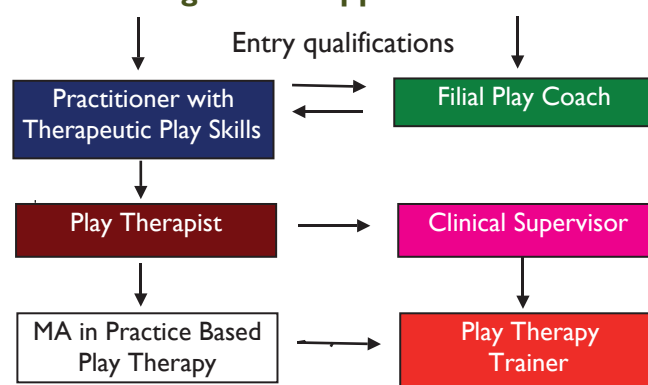 Entry qualifications
Practitioner with
Therapeutic Play Skills
Filial Play Coach
Play Therapist
Clinical Supervisor
MA in Practice Based
Play Therapy
Play Therapy
Trainer